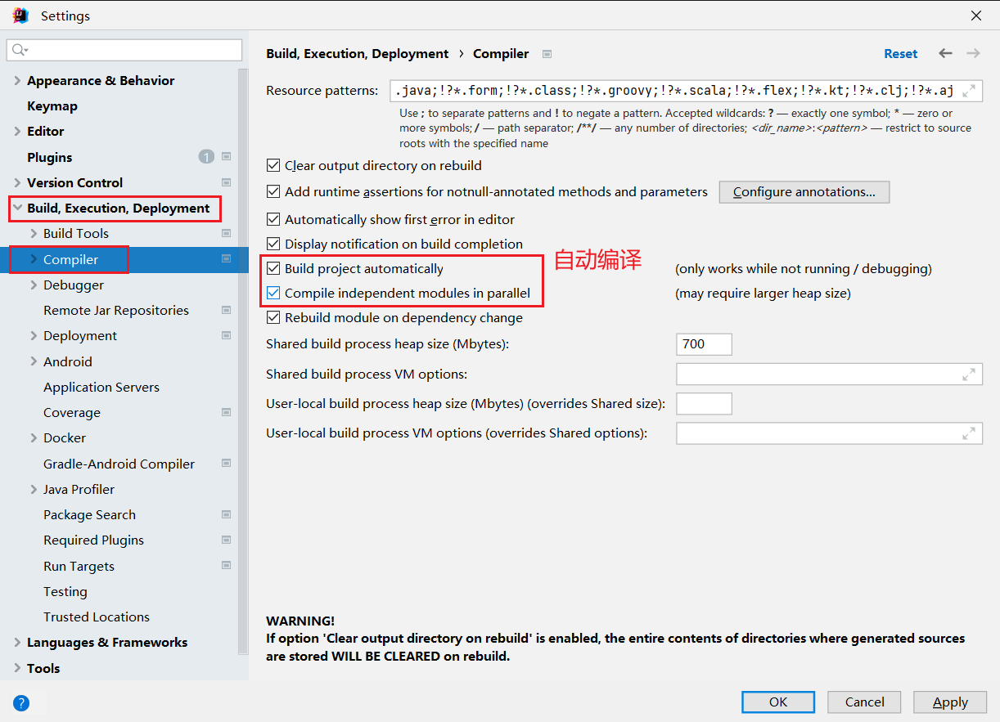 Settings
Appearance & Behavior
Keymap
Editor
Plugins 1
Version Control
Build, Execution, Deployment
Build Tools
Compiler
Debugger
Remote Jar Repositories
Deployment
Android
Application Servers
Coverage
Docker
Gradle-Android Compiler
Java Profiler
Package Search
Required Plugins
Run Targets
Testing
Trusted Locations
Languages & Frameworks
Tools
Build, Execution, Deployment › Compiler
Reset
Resource patterns: .java;!?*.form;!?*.class;!?*.groovy;!?*.scala;!?*.flex;!?*.kt;!?*.clj;!?*.aj
Use ; to separate patterns and ! to negate a pattern. Accepted wildcards: ? — exactly one symbol; * — zero or
more symbols; / — path separator; /**/ — any number of directories; <dir_name>:<pattern> — restrict to source
roots with the specified name
Clear output directory on rebuild
Add runtime assertions for notnull-annotated methods and parameters Configure annotations...
Automatically show first error in editor
Display notification on build completion
自动编译
Build project automatically (only works while not running / debugging)
Compile independent modules in parallel (may require larger heap size)
Rebuild module on dependency change
Shared build process heap size (Mbytes): 700
Shared build process VM options:
User-local build process heap size (Mbytes) (overrides Shared size):
User-local build process VM options (overrides Shared options):
WARNING!
If option 'Clear output directory on rebuild' is enabled, the entire contents of directories where generated sources
are stored WILL BE CLEARED on rebuild.
?
OK Cancel Apply